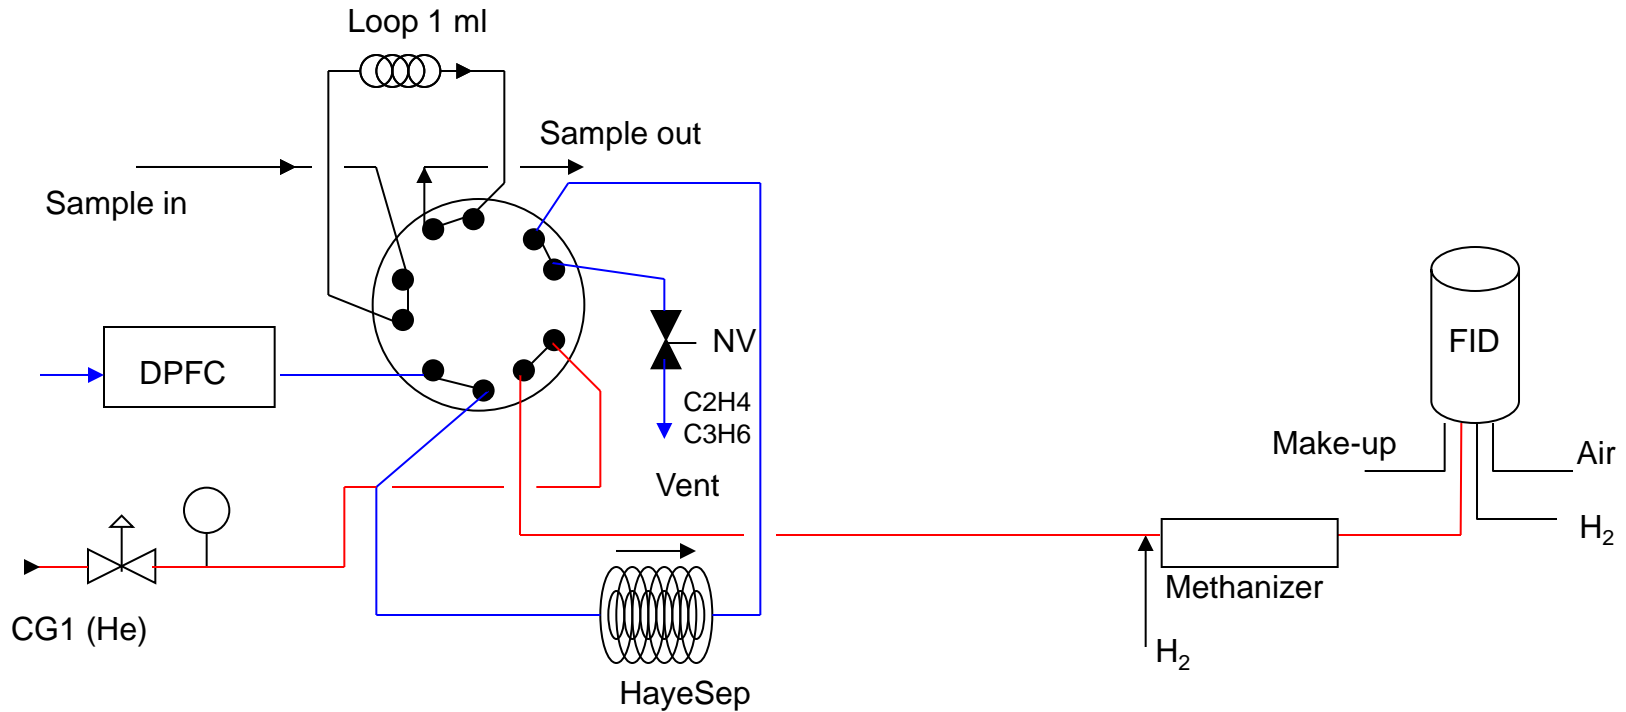 Loop 1 ml
Sample out
Sample in
NV
FID
DPFC
C2H4
C3H6
Make-up
Air
Vent
H₂
Methanizer
CG1 (He)
H₂
HayeSep